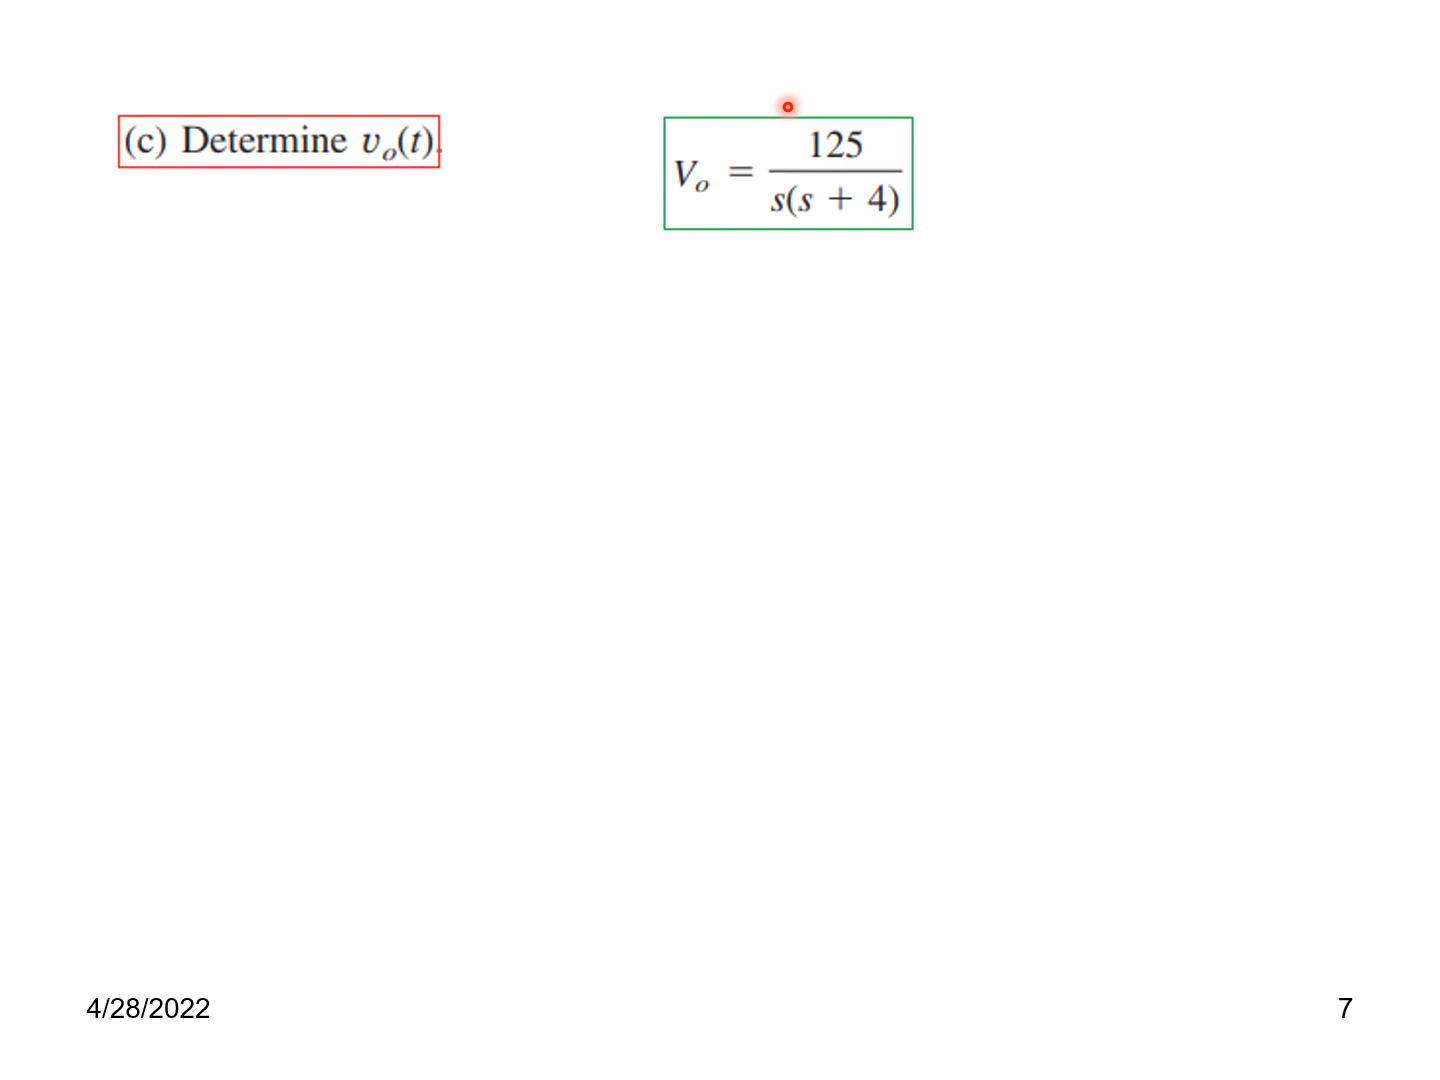 (c) Determine v_o(t).
V_o = 125 / s(s + 4)
4/28/2022
7